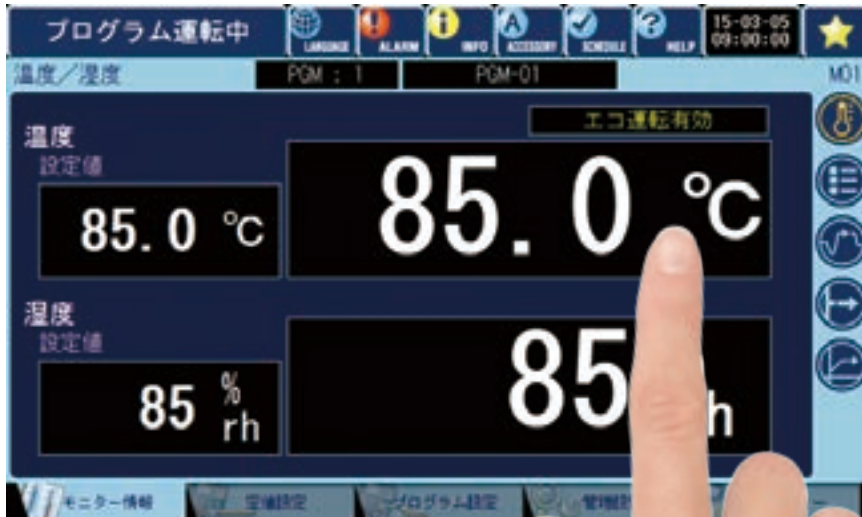 プログラム運転中
LANGUAGE
ALARM
INFO
ACCESSORY
SCHEDULE
HELP
15-03-05
09:00:00
温度/湿度
PGM : 1
PGM-01
M01
エコ運転有効
温度
設定値
85.0 ℃
85.0 ℃
湿度
設定値
85 %rh
85 h
モニター情報
定値設定
プログラム設定